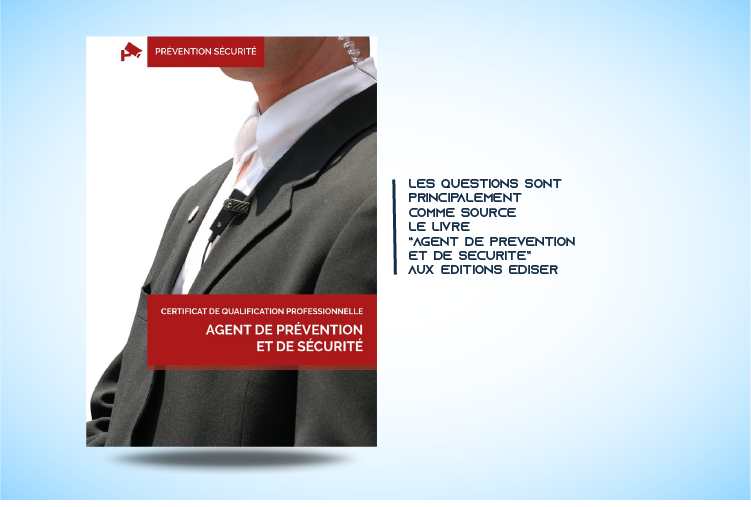 PRÉVENTION SÉCURITÉ
CERTIFICAT DE QUALIFICATION PROFESSIONNELLE
AGENT DE PRÉVENTION
ET DE SÉCURITÉ
LES QUESTIONS SONT
PRINCIPALEMENT
COMME SOURCE
LE LIVRE
"AGENT DE PREVENTION
ET DE SECURITE"
AUX EDITIONS EDISER